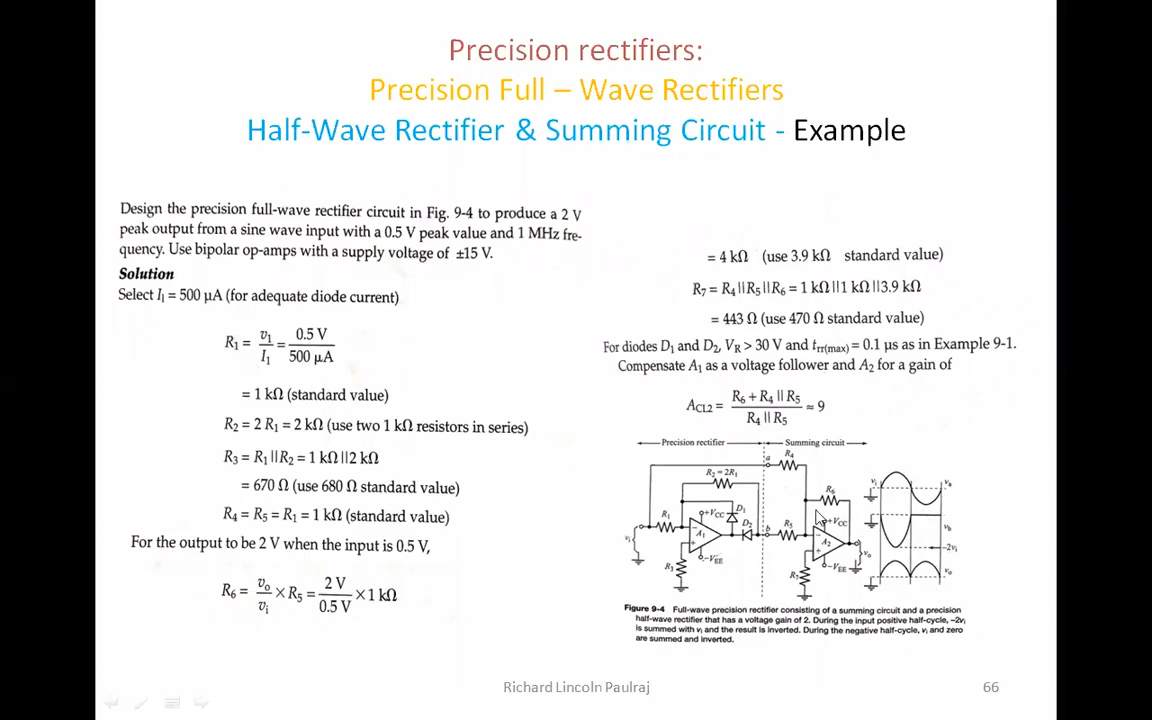 Precision rectifiers:
Precision Full – Wave Rectifiers
Half-Wave Rectifier & Summing Circuit - Example
Design the precision full-wave rectifier circuit in Fig. 9-4 to produce a 2 V
peak output from a sine wave input with a 0.5 V peak value and 1 MHz fre-
quency. Use bipolar op-amps with a supply voltage of ±15 V.
Solution
Select I₁ = 500 μA (for adequate diode current)
R₁ = v₁/I₁ = 0.5 V/500 μA
= 1 kΩ (standard value)
R₂ = 2 R₁ = 2 kΩ (use two 1 kΩ resistors in series)
R₃ = R₁||R₂ = 1 kΩ||2 kΩ
= 670 Ω (use 680 Ω standard value)
R₄ = R₅ = R₁ = 1 kΩ (standard value)
For the output to be 2 V when the input is 0.5 V,
R₆ = vₒ/vᵢ × R₅ = 2 V/0.5 V × 1 kΩ
= 4 kΩ (use 3.9 kΩ standard value)
R₇ = R₄||R₅||R₆ = 1 kΩ||1 kΩ||3.9 kΩ
= 443 Ω (use 470 Ω standard value)
For diodes D₁ and D₂, V_R > 30 V and t_rr(max) = 0.1 μs as in Example 9-1.
Compensate A₁ as a voltage follower and A₂ for a gain of
A_CL2 = R₆ + R₄ || R₅/R₄ || R₅ ≈ 9
Precision rectifier
Summing circuit
a
R₄
R₂ = 2R₁
R₆
vᵢ
vₐ
R₁
+V_CC
D₁
D₂
b
R₅
+V_CC
v_b
vᵢ
A₁
A₂
vₒ
-2vᵢ
R₃
-V_EE
R₇
-V_EE
vₒ
Figure 9-4 Full-wave precision rectifier consisting of a summing circuit and a precision
half-wave rectifier that has a voltage gain of 2. During the input positive half-cycle, –2vᵢ
is summed with vᵢ and the result is inverted. During the negative half-cycle, vᵢ and zero
are summed and inverted.
Richard Lincoln Paulraj
66